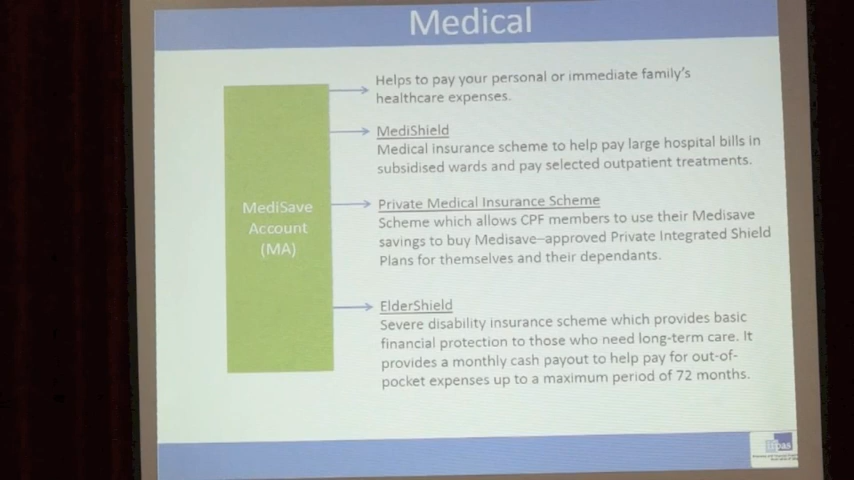 Medical
Helps to pay your personal or immediate family's
healthcare expenses.
MediShield
Medical insurance scheme to help pay large hospital bills in
subsidised wards and pay selected outpatient treatments.
MediSave
Account
(MA)
Private Medical Insurance Scheme
Scheme which allows CPF members to use their Medisave
savings to buy Medisave–approved Private Integrated Shield
Plans for themselves and their dependants.
ElderShield
Severe disability insurance scheme which provides basic
financial protection to those who need long-term care. It
provides a monthly cash payout to help pay for out-of-
pocket expenses up to a maximum period of 72 months.